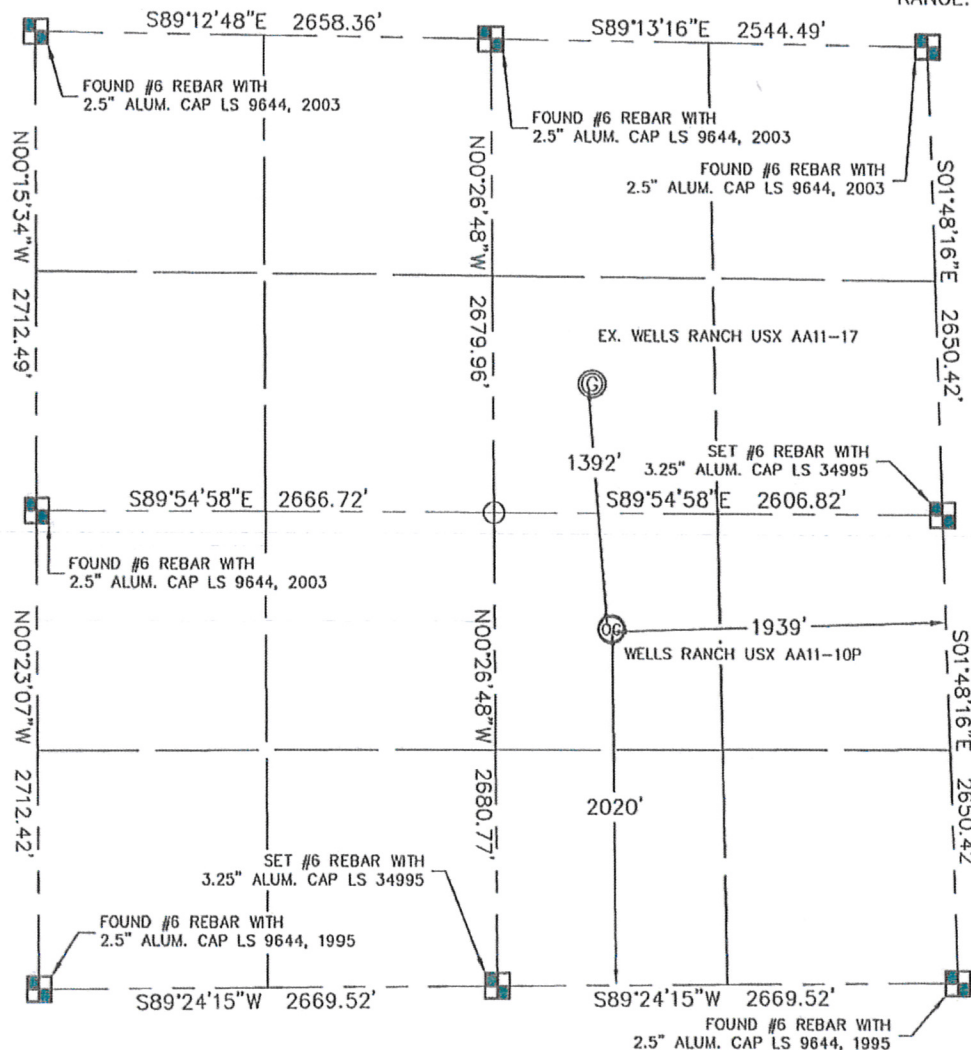 RANGE:
S89°12'48"E 2658.36'
S89°13'16"E 2544.49'
FOUND #6 REBAR WITH
2.5" ALUM. CAP LS 9644, 2003
FOUND #6 REBAR WITH
2.5" ALUM. CAP LS 9644, 2003
FOUND #6 REBAR WITH
2.5" ALUM. CAP LS 9644, 2003
N00°15'34"W 2712.49'
N00°26'48"W 2679.96'
S01°48'16"E 2650.42'
EX. WELLS RANCH USX AA11-17
G
1392'
SET #6 REBAR WITH
3.25" ALUM. CAP LS 34995
S89°54'58"E 2666.72'
S89°54'58"E 2606.82'
FOUND #6 REBAR WITH
2.5" ALUM. CAP LS 9644, 2003
OG
1939'
WELLS RANCH USX AA11-10P
N00°23'07"W 2712.42'
N00°26'48"W 2680.77'
S01°48'16"E 2650.42
2020'
SET #6 REBAR WITH
3.25" ALUM. CAP LS 34995
FOUND #6 REBAR WITH
2.5" ALUM. CAP LS 9644, 1995
S89°24'15"W 2669.52'
S89°24'15"W 2669.52'
FOUND #6 REBAR WITH
2.5" ALUM. CAP LS 9644, 1995